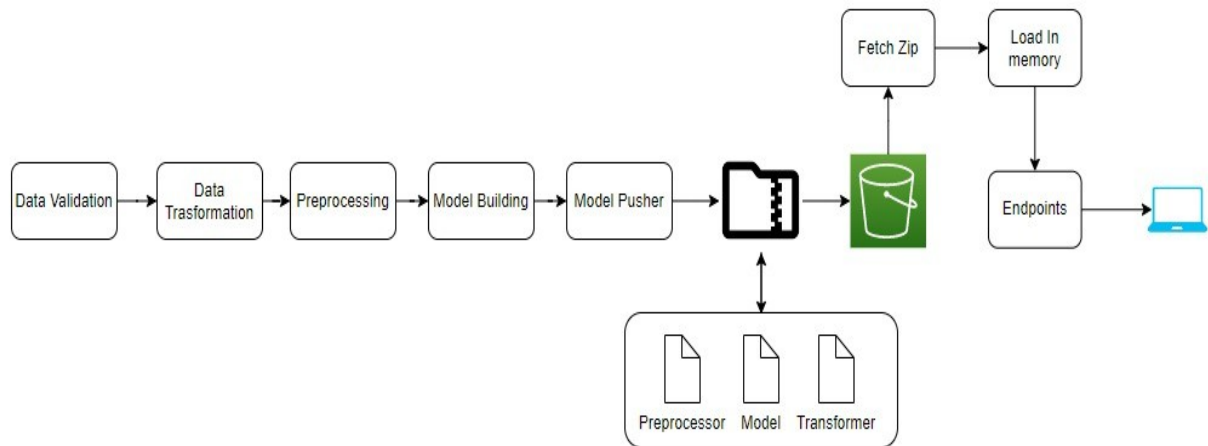 Fetch Zip
Load In
memory
Data Validation
Data
Trasformation
Preprocessing
Model Building
Model Pusher
Endpoints
Preprocessor
Model
Transformer